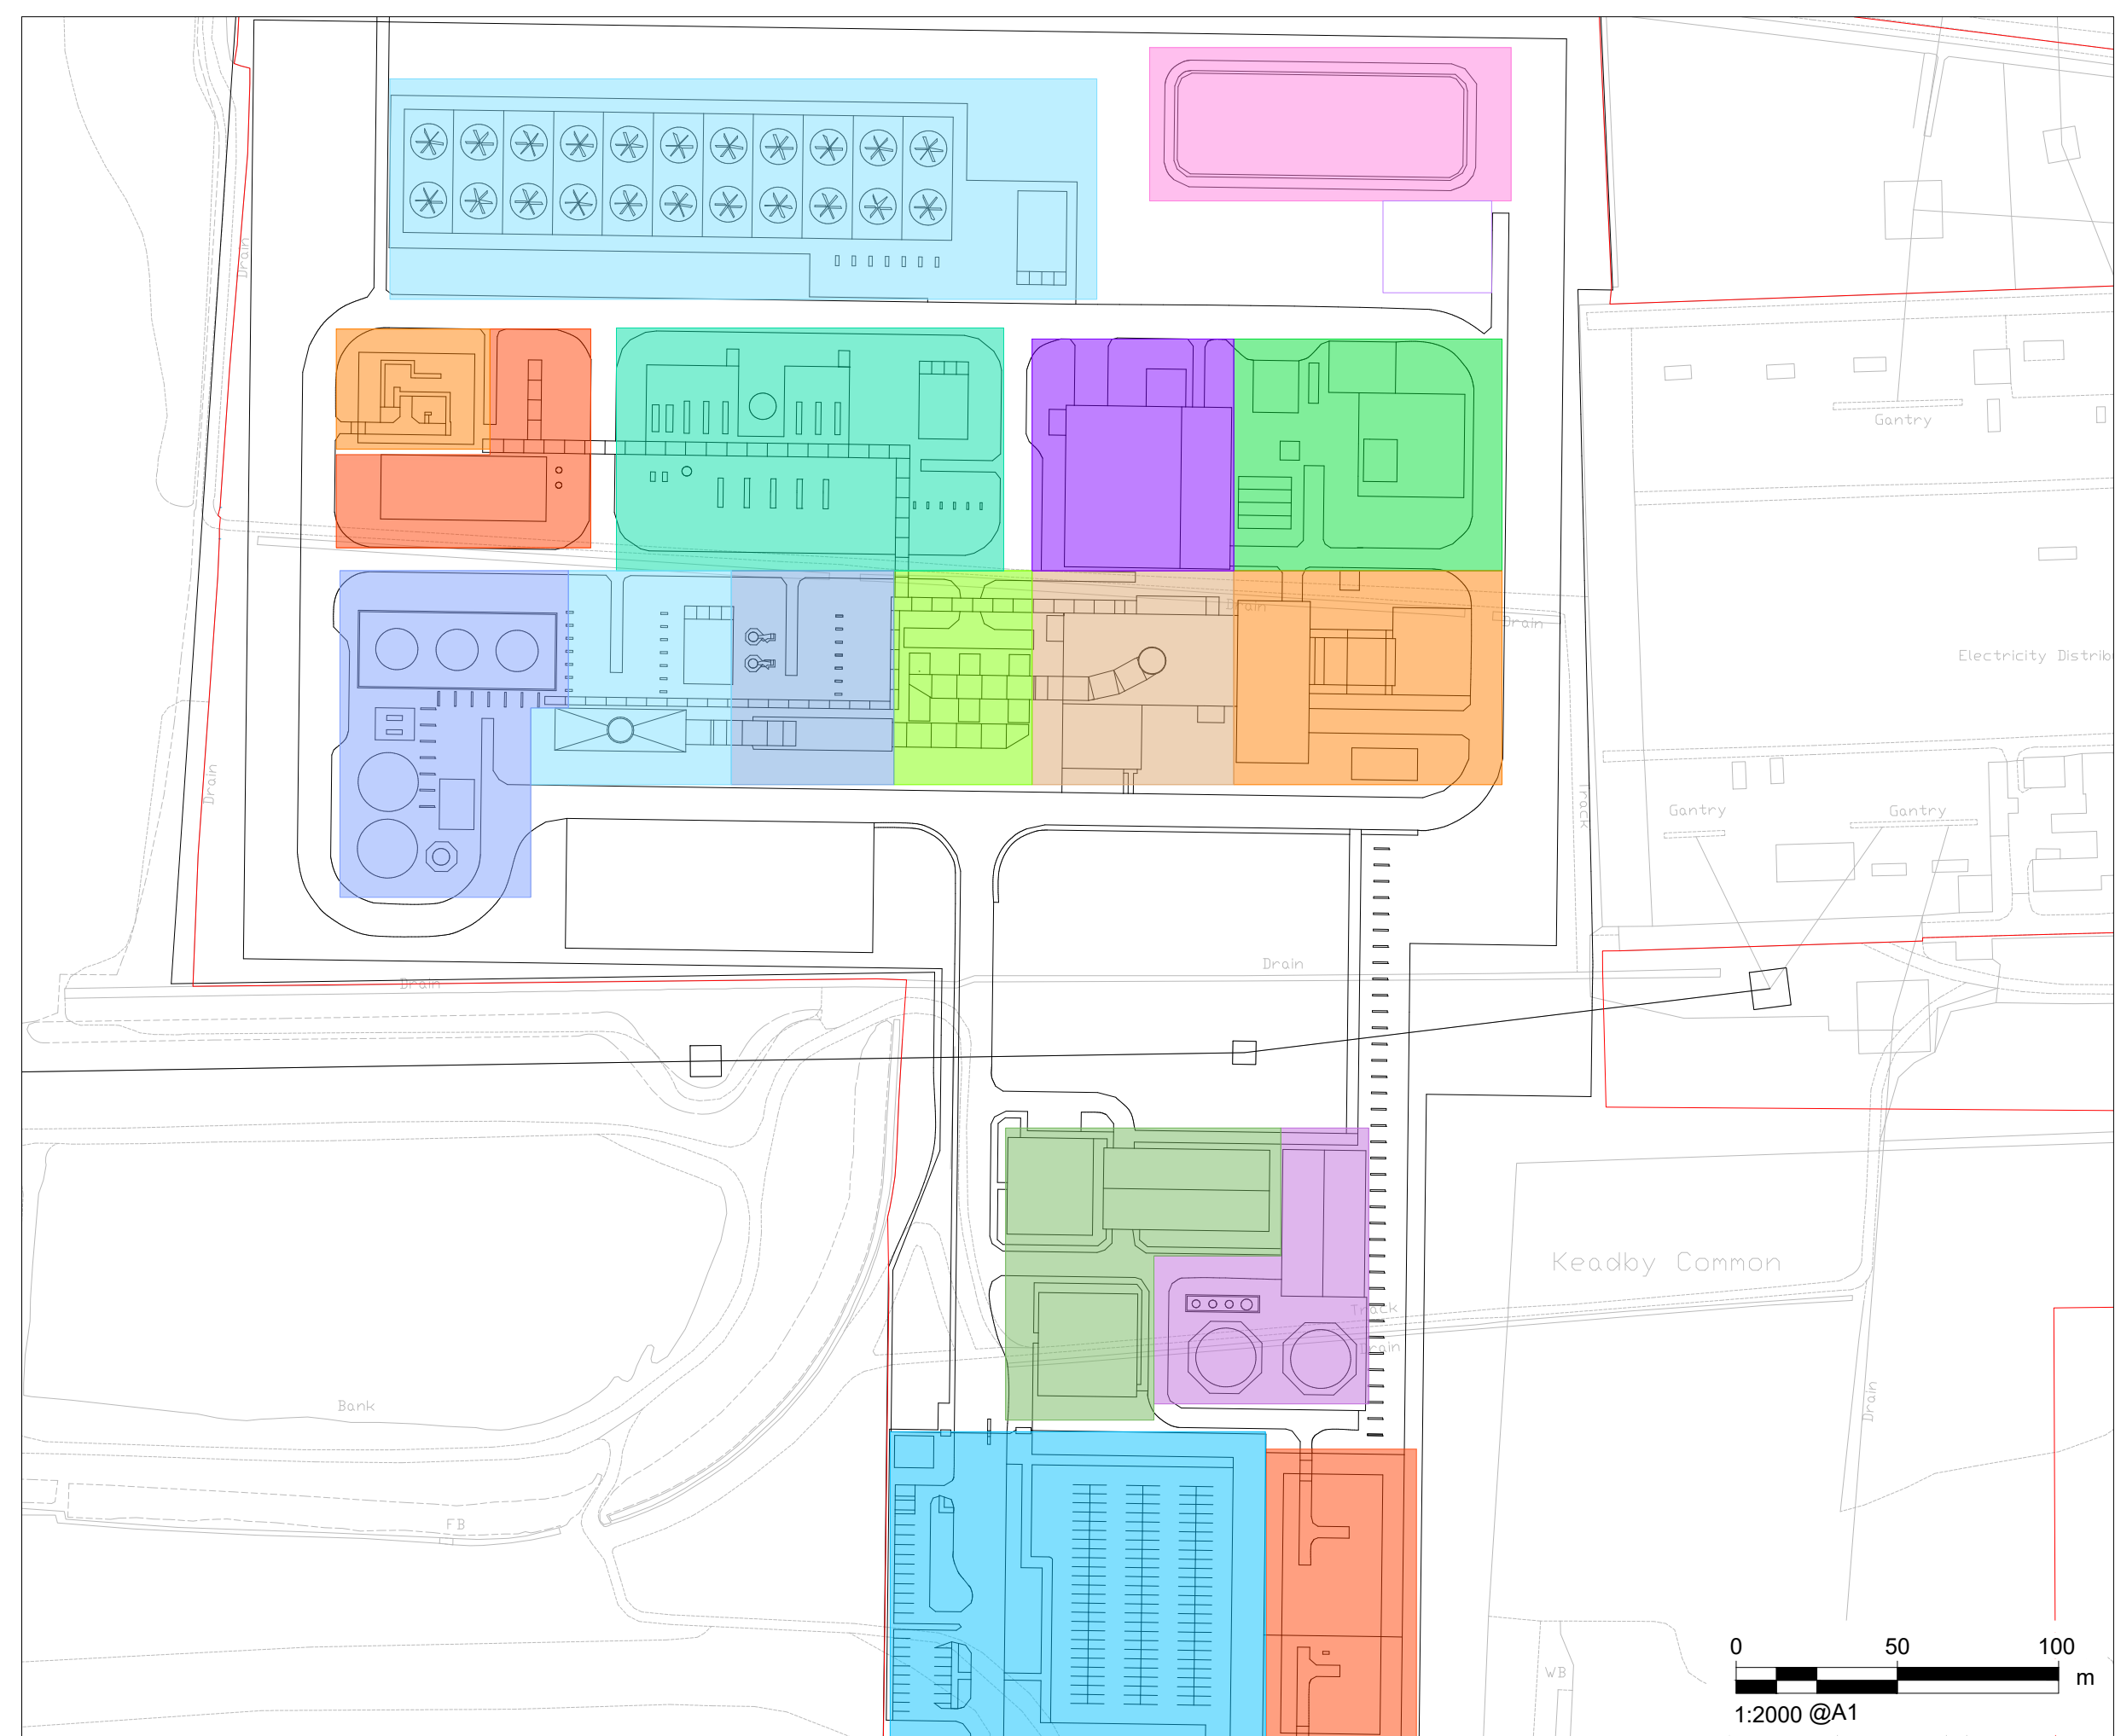 Drain
Gantry
Drain
Drain
Electricity Distrib
Drain
Track
Gantry
Gantry
Drain
Drain
Keadby Common
Track
Drain
Drain
Bank
FB
WB
0 50 100
m
1:2000 @A1